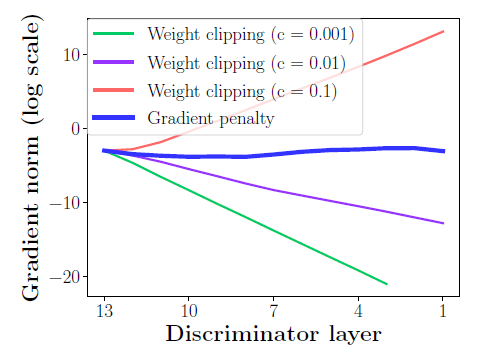 Weight clipping (c = 0.001)
Weight clipping (c = 0.01)
Weight clipping (c = 0.1)
Gradient penalty
Gradient norm (log scale)
10
0
−10
−20
13 10 7 4 1
Discriminator layer